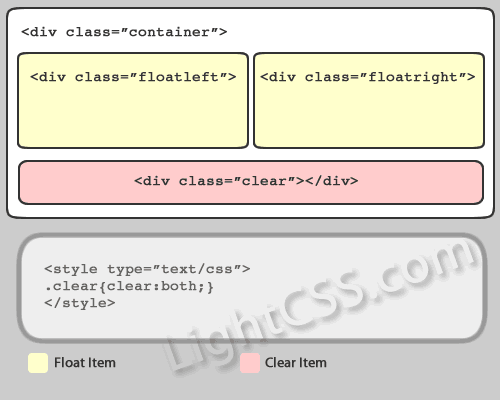 <div class=”container”>
<div class=”floatleft”>
<div class=”floatright”>
<div class=”clear”></div>
<style type=”text/css”>
.clear{clear:both;}
</style>
LightCSS.com
Float Item
Clear Item